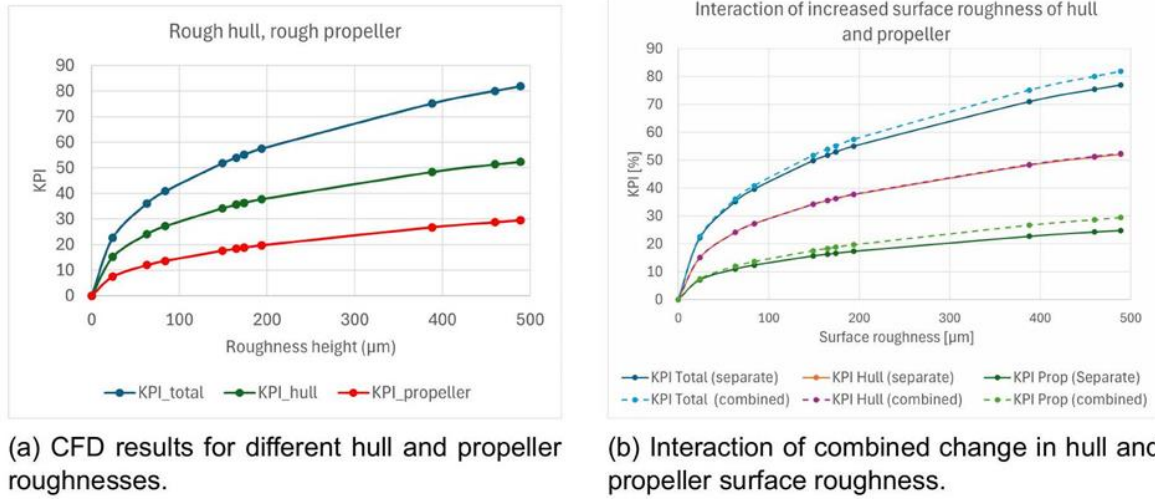 Rough hull, rough propeller
90
80
70
60
50
40
30
20
10
0
KPI
0 100 200 300 400 500
Roughness height (µm)
KPI_total KPI_hull KPI_propeller
(a) CFD results for different hull and propeller
roughnesses.
Interaction of increased surface roughness of hull
and propeller
90
80
70
60
50
40
30
20
10
0
KPI [%]
0 100 200 300 400 500
Surface roughness [µm]
KPI Total (separate) KPI Hull (separate) KPI Prop (Separate)
KPI Total (combined) KPI Hull (combined) KPI Prop (combined)
(b) Interaction of combined change in hull and
propeller surface roughness.